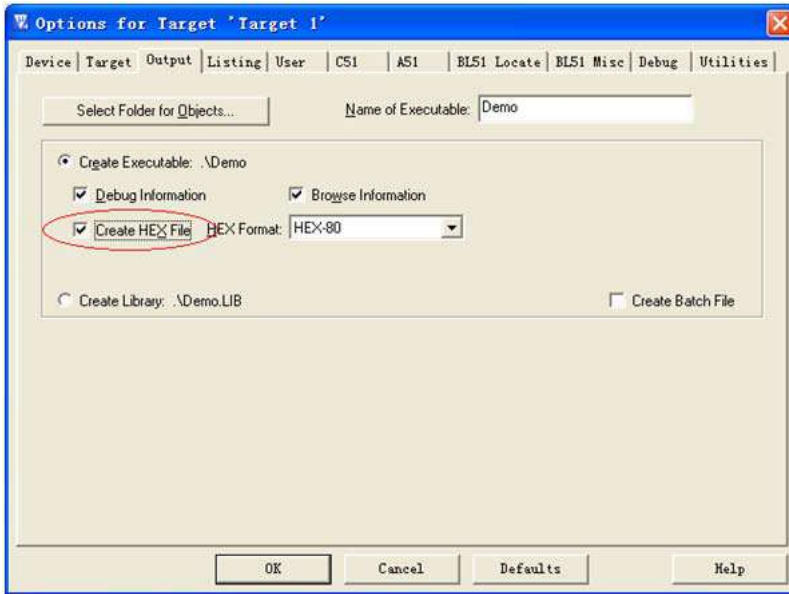 Options for Target 'Target 1'
Device Target Output Listing User C51 A51 BL51 Locate BL51 Misc Debug Utilities
Select Folder for Objects... Name of Executable: Demo
Create Executable: .\Demo
Debug Information Browse Information
Create HEX File HEX Format: HEX-80
Create Library: .\Demo.LIB Create Batch File
OK Cancel Defaults Help